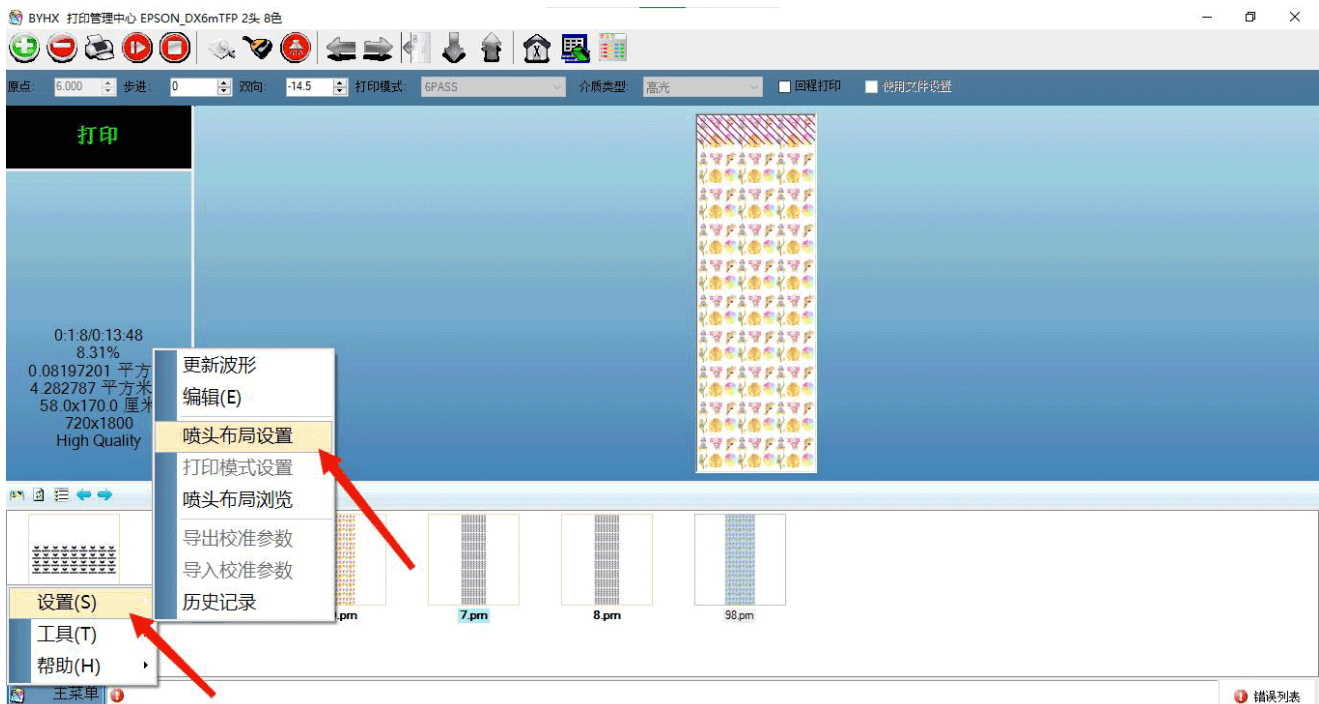 BYHX 打印管理中心 EPSON_DX6mTFP 2头 8色
原点: 6.000 步进: 0 双向: -14.5 打印模式: 6PASS 介质类型: 高光 回程打印 使用文件设置
打印
0:1:8/0:13:48
8.31%
0.08197201 平方
4.282787 平方米
58.0x170.0 厘米
720x1800
High Quality
更新波形
编辑(E)
喷头布局设置
打印模式设置
喷头布局浏览
导出校准参数
导入校准参数
历史记录
.prn
7.prn
8.prn
98.prn
设置(S)
工具(T)
帮助(H)
主菜单
错误列表